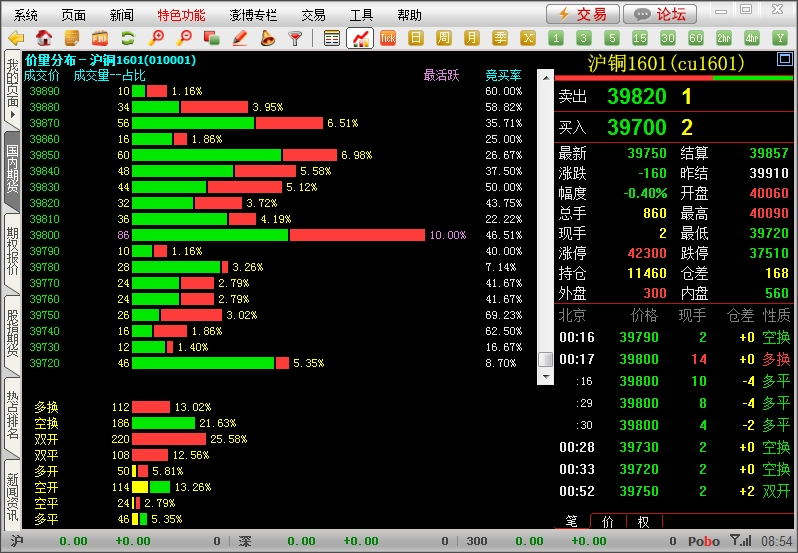 系统 页面 新闻 特色功能 澎博专栏 交易 工具 帮助 交易 论坛
Tick 日 日 月 季 X 1 3 5 15 30 60 2hr 4hr Y
我的页面
国内期货
期权报价
股指期货
热点排名
新闻资讯
价量分布－沪铜1601(010001)
成交价 成交量--占比 最活跃 竟买率
39890 10 1.16% 60.00%
39880 34 3.95% 58.82%
39870 56 6.51% 35.71%
39860 16 1.86% 25.00%
39850 60 6.98% 26.67%
39840 48 5.58% 37.50%
39830 44 5.12% 50.00%
39820 32 3.72% 43.75%
39810 36 4.19% 22.22%
39800 86 10.00% 46.51%
39790 10 1.16% 40.00%
39780 28 3.26% 7.14%
39770 24 2.79% 41.67%
39760 24 2.79% 41.67%
39750 26 3.02% 69.23%
39740 16 1.86% 62.50%
39730 12 1.40% 16.67%
39720 46 5.35% 8.70%
多换 112 13.02%
空换 186 21.63%
双开 220 25.58%
双平 108 12.56%
多开 50 5.81%
空开 114 13.26%
空平 24 2.79%
多平 46 5.35%
沪铜1601(cu1601)
卖出 39820 1
买入 39700 2
最新 39750 结算 39857
涨跌 -160 昨结 39910
幅度 -0.40% 开盘 40060
总手 860 最高 40090
现手 2 最低 39720
涨停 42300 跌停 37510
持仓 11460 仓差 168
外盘 300 内盘 560
北京 价格 现手 仓差 性质
00:16 39790 2 +0 空换
00:17 39800 14 +0 多换
:16 39800 10 -4 多平
:29 39800 8 -4 多平
:30 39800 4 -2 多平
00:28 39730 2 +0 空换
00:33 39720 2 +0 空换
00:52 39750 2 +2 双开
笔 价 权
沪 0.00 +0.00 0 深 0.00 +0.00 0 300 0.00 +0.00 0 Pobo 08:54